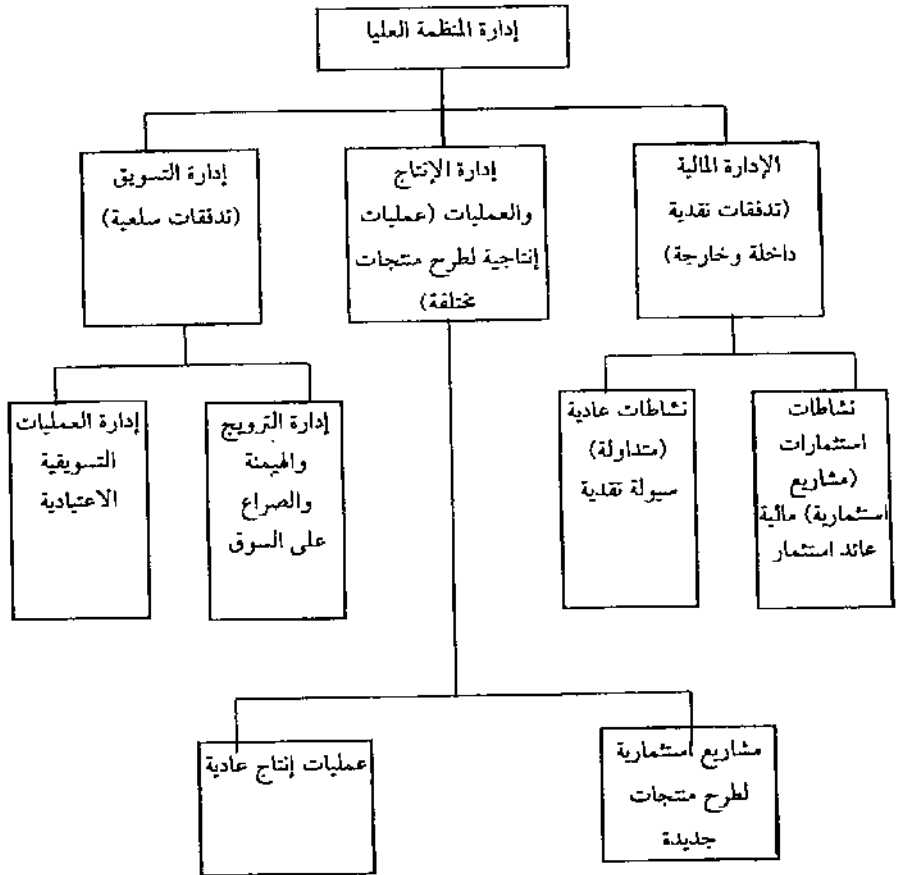 إدارة المنظمة العليا
الإدارة المالية
(تدفقات نقدية
داخلة وخارجة)
إدارة الإنتاج
والعمليات (عمليات
إنتاجية لطرح منتجات
مختلفة)
إدارة التسويق
(تدفقات سلعية)
نشاطات
استثمارات
(مشاريع
استثمارية) مالية
عائد استثمار
نشاطات عادية
(متداولة)
سيولة نقدية
إدارة الترويج
والهيمنة
والصراع
على السوق
إدارة العمليات
التسويقية
الاعتيادية
مشاريع استثمارية
لطرح منتجات
جديدة
عمليات إنتاج عادية